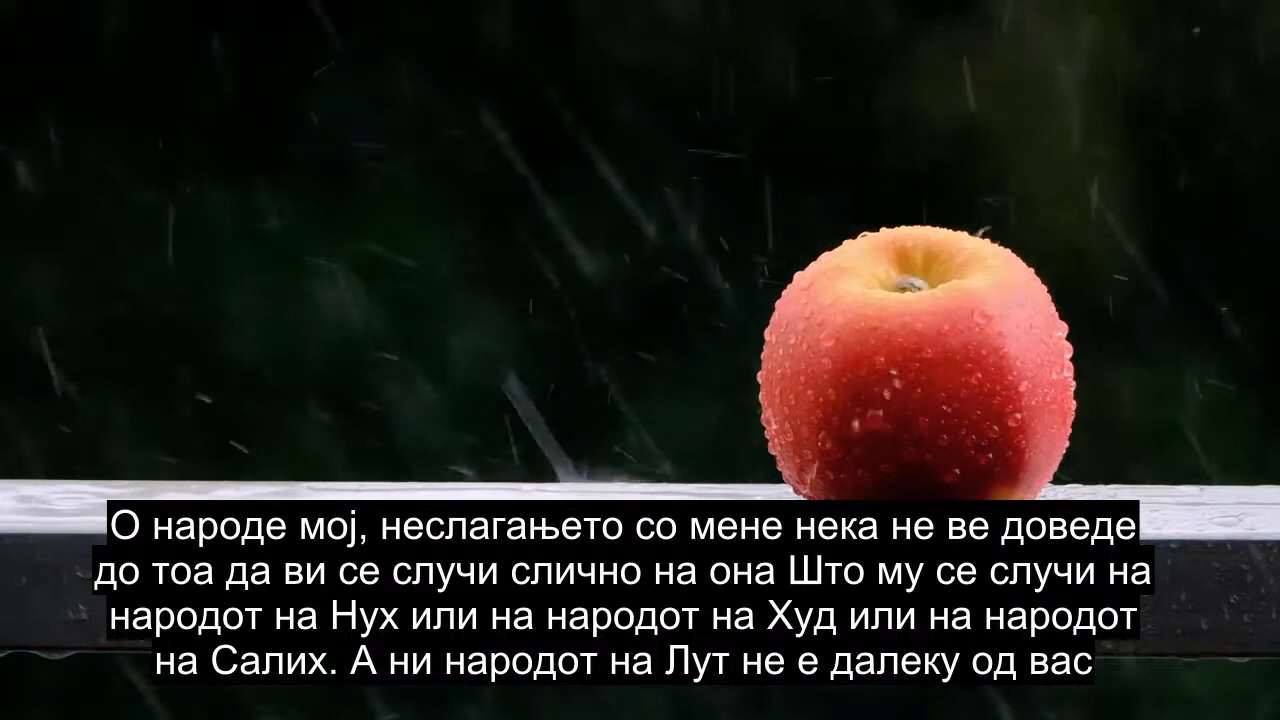 О народе мој, неслагањето со мене нека не ве доведе
до тоа да ви се случи слично на она Што му се случи на
народот на Нух или на народот на Худ или на народот
на Салих. А ни народот на Лут не е далеку од вас